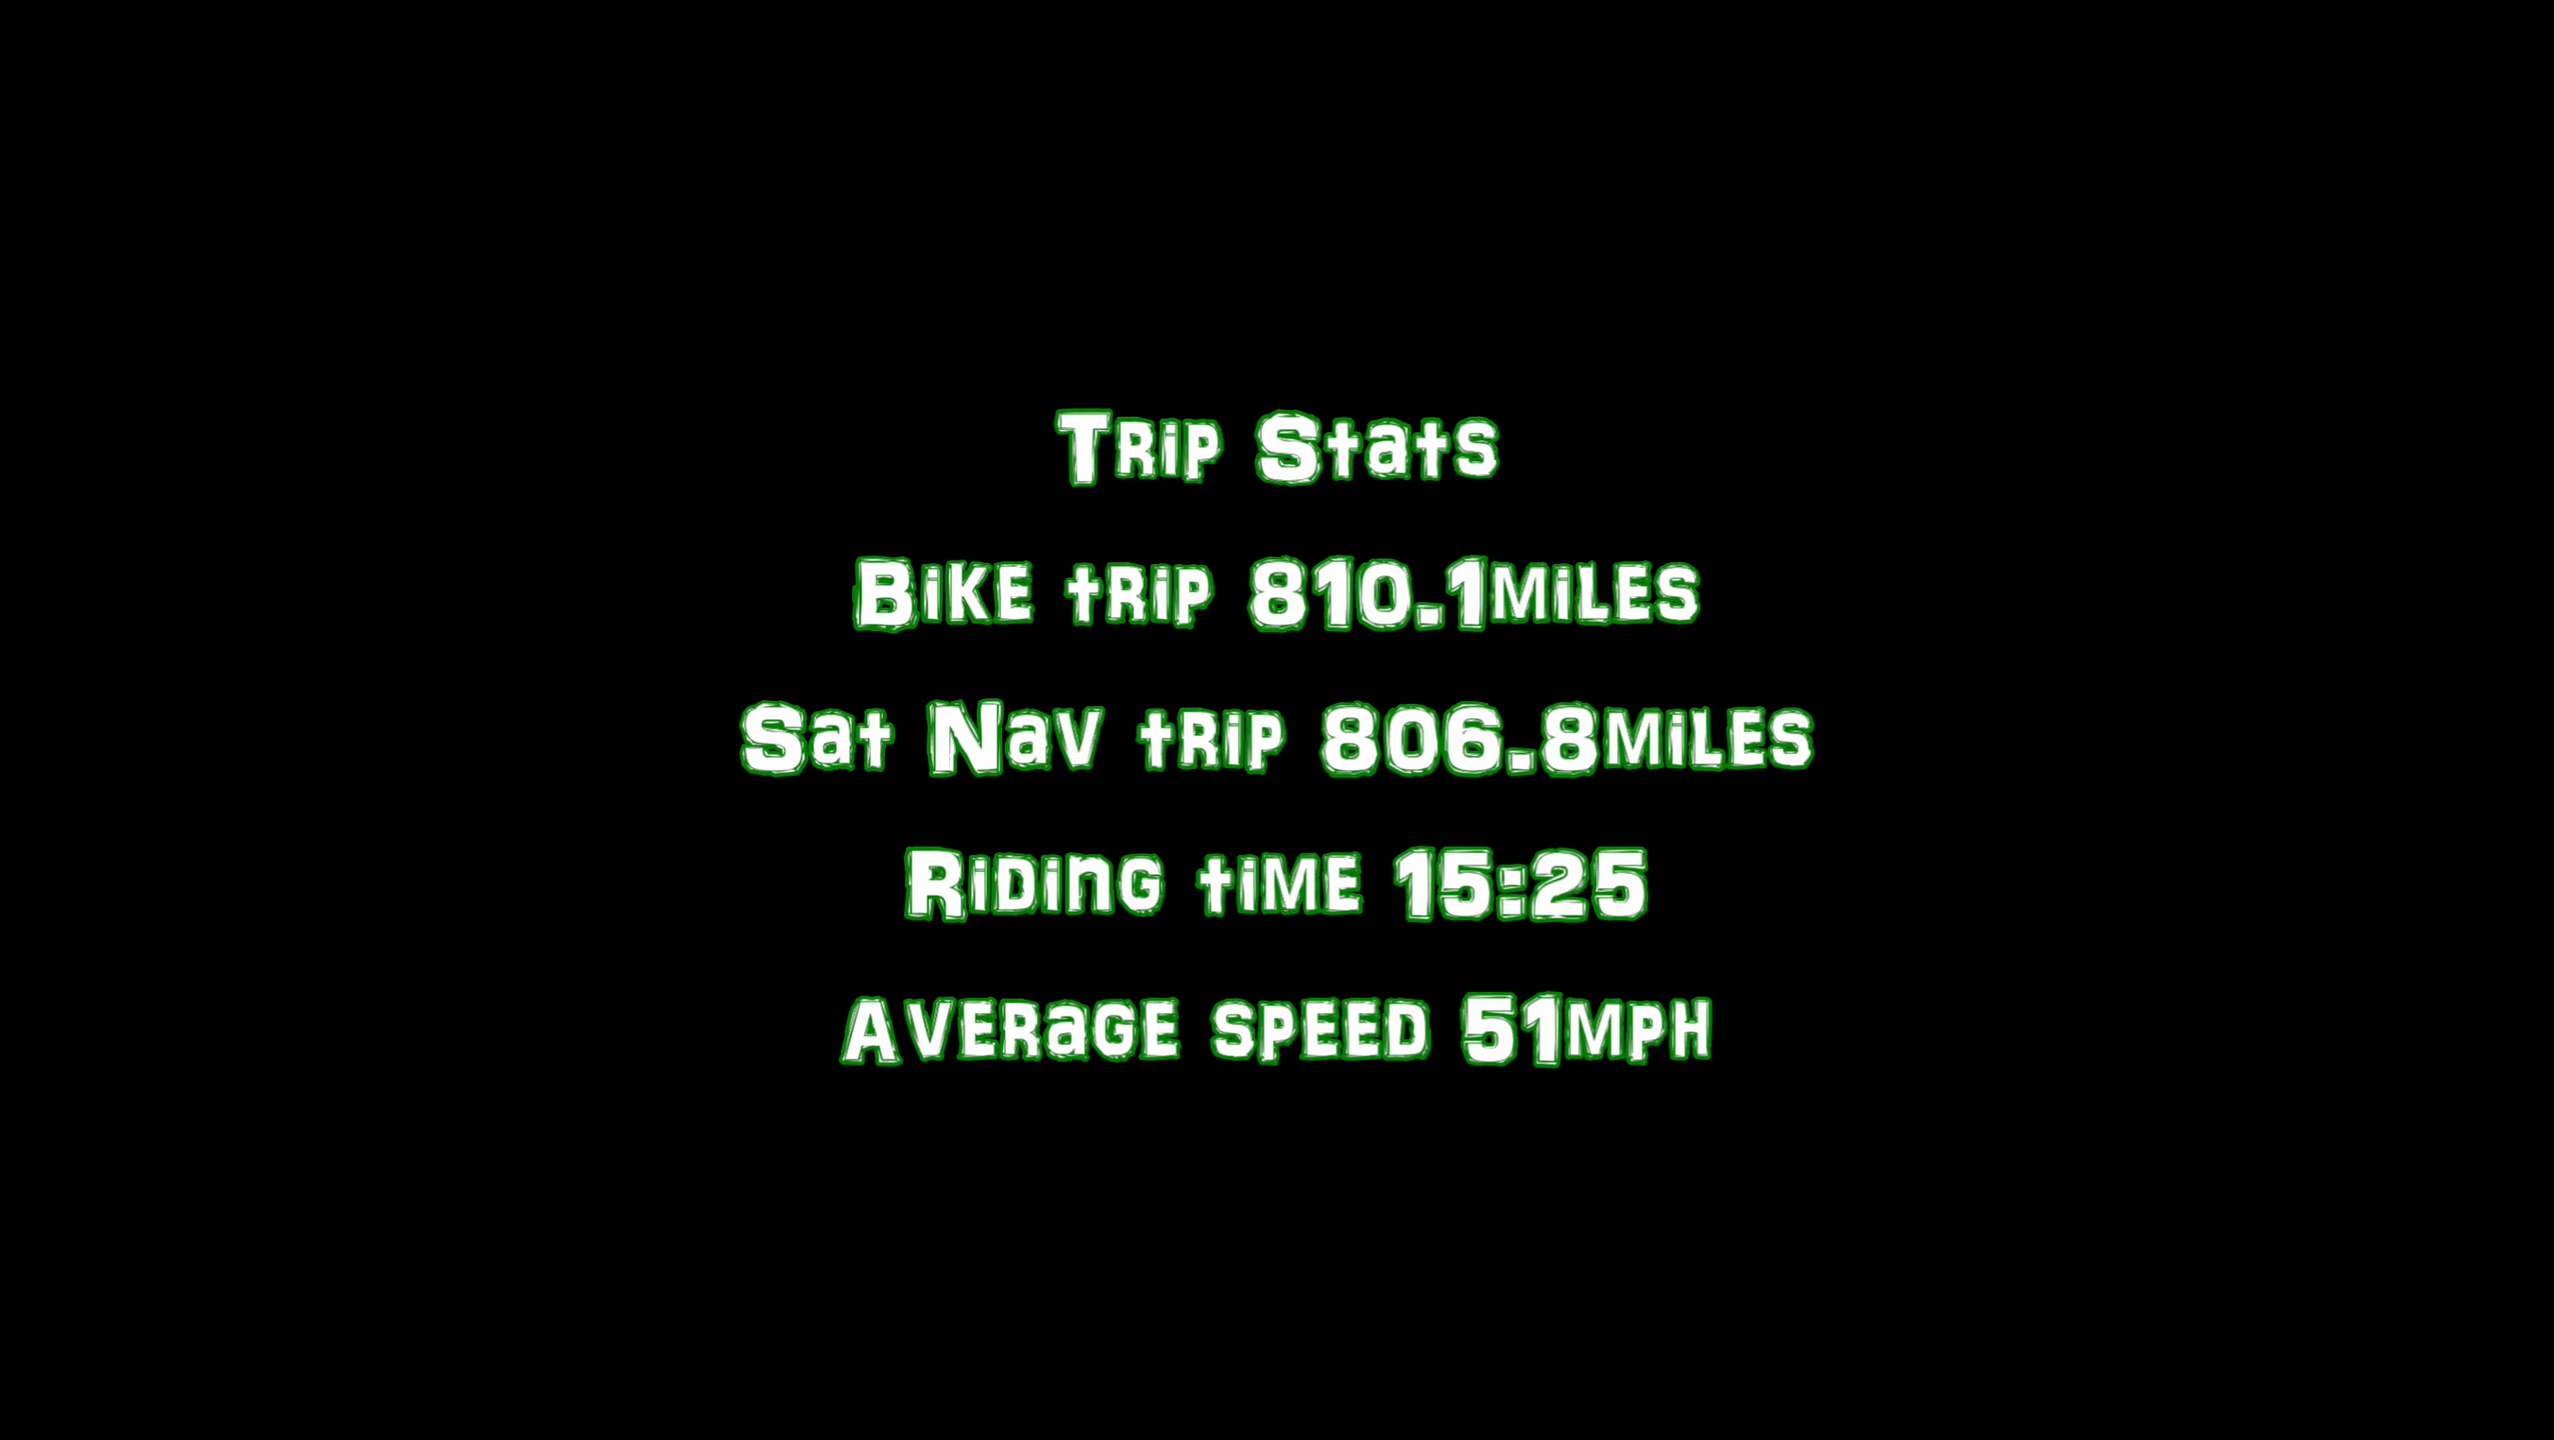 Trip Stats
Bike trip 810.1miles
Sat Nav trip 806.8miles
Riding time 15:25
Average speed 51mph